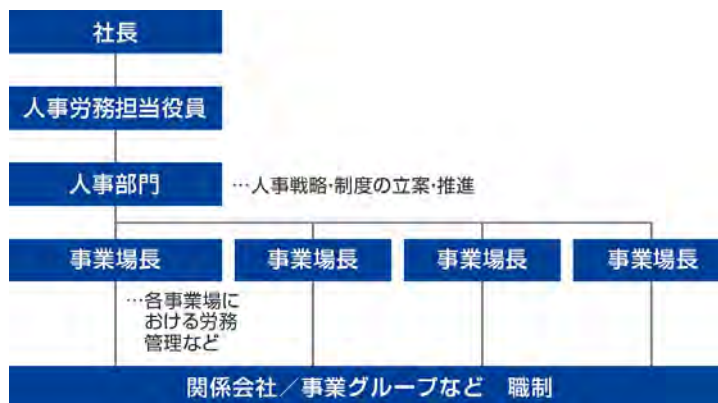 社長
人事労務担当役員
人事部門
…人事戦略・制度の立案・推進
事業場長
事業場長
事業場長
事業場長
…各事業場に
おける労務
管理など
関係会社／事業グループなど　職制